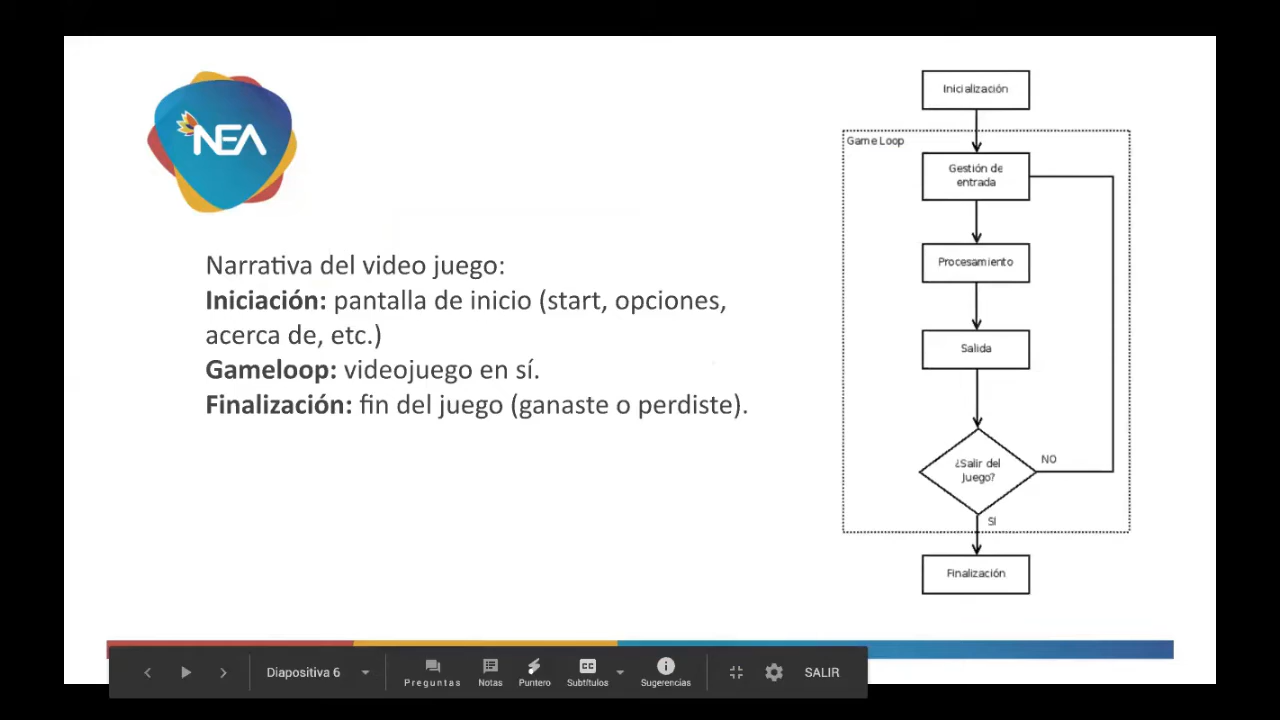 NEA
Narrativa del video juego:
Iniciación: pantalla de inicio (start, opciones,
acerca de, etc.)
Gameloop: videojuego en sí.
Finalización: fin del juego (ganaste o perdiste).
Inicialización
Game Loop
Gestión de
entrada
Procesamiento
Salida
¿Salir del
Juego?
NO
SI
Finalización
Diapositiva 6
Preguntas
Notas
Puntero
CC
Subtítulos
Sugerencias
SALIR